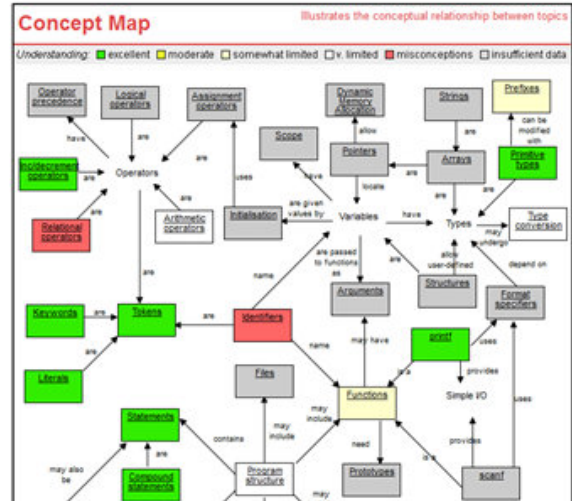 Concept Map
Illustrates the conceptual relationship between topics
Understanding: excellent moderate somewhat limited v. limited misconceptions insufficient data
Operator
precedence
Logical
operators
Assignment
operators
Dynamic
Memory
Allocation
Strings
Prefixes
have
are
are
Scope
allow
are
can be
modified
with
Inc/decrement
operators
are
Operators
uses
have
Pointers
are
Arrays
Primitive
types
are
are
locate
are
are
Relational
operators
Arithmetic
operators
Initialisation
are given
values by
Variables
have
Types
may
undergo
Type
conversion
are
name
are passed
to functions
as
are
allow
user-defined
depend on
Structures
Arguments
Format
specifiers
Keywords
are
Tokens
are
Identifiers
may have
printf
uses
are
name
is a
provides
Literals
Files
Simple I/O
uses
Statements
may
include
may
include
Functions
contains
need
provides
may also
be
are
Program
structure
is a
Compound
statements
Prototypes
scanf
may